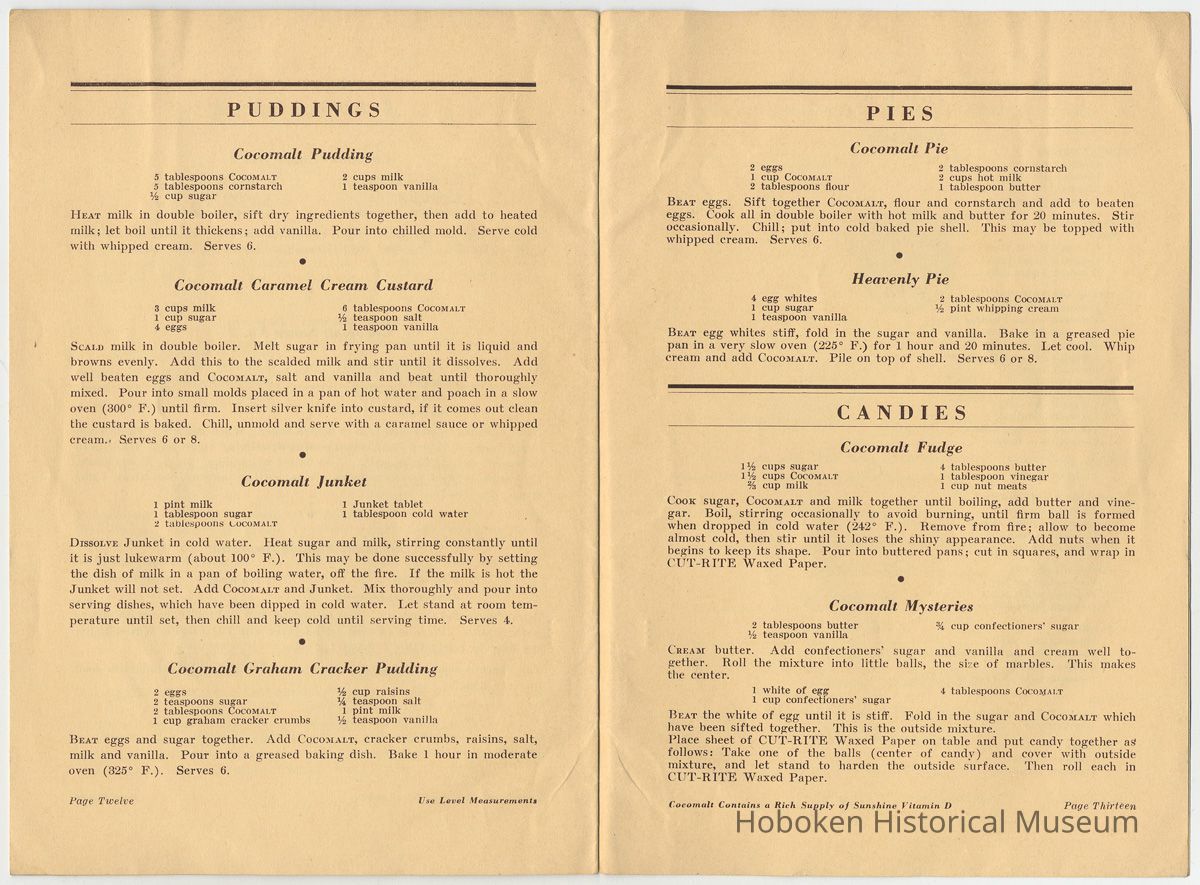 PUDDINGS
Cocomalt Pudding
5 tablespoons COCOMALT
5 tablespoons cornstarch
½ cup sugar
2 cups milk
1 teaspoon vanilla
HEAT milk in double boiler, sift dry ingredients together, then add to heated
milk; let boil until it thickens; add vanilla. Pour into chilled mold. Serve cold
with whipped cream. Serves 6.
Cocomalt Caramel Cream Custard
3 cups milk
1 cup sugar
4 eggs
6 tablespoons COCOMALT
½ teaspoon salt
1 teaspoon vanilla
SCALD milk in double boiler. Melt sugar in frying pan until it is liquid and
browns evenly. Add this to the scalded milk and stir until it dissolves. Add
well beaten eggs and COCOMALT, salt and vanilla and beat until thoroughly
mixed. Pour into small molds placed in a pan of hot water and poach in a slow
oven (300° F.) until firm. Insert silver knife into custard, if it comes out clean
the custard is baked. Chill, unmold and serve with a caramel sauce or whipped
cream. Serves 6 or 8.
Cocomalt Junket
1 pint milk
1 tablespoon sugar
2 tablespoons COCOMALT
1 Junket tablet
1 tablespoon cold water
DISSOLVE Junket in cold water. Heat sugar and milk, stirring constantly until
it is just lukewarm (about 100° F.). This may be done successfully by setting
the dish of milk in a pan of boiling water, off the fire. If the milk is hot the
Junket will not set. Add COCOMALT and Junket. Mix thoroughly and pour into
serving dishes, which have been dipped in cold water. Let stand at room tem-
perature until set, then chill and keep cold until serving time. Serves 4.
Cocomalt Graham Cracker Pudding
2 eggs
2 teaspoons sugar
2 tablespoons COCOMALT
1 cup graham cracker crumbs
½ cup raisins
¼ teaspoon salt
1 pint milk
½ teaspoon vanilla
BEAT eggs and sugar together. Add COCOMALT, cracker crumbs, raisins, salt,
milk and vanilla. Pour into a greased baking dish. Bake 1 hour in moderate
oven (325° F.). Serves 6.
Page Twelve
Use Level Measurements
PIES
Cocomalt Pie
2 eggs
1 cup COCOMALT
2 tablespoons flour
2 tablespoons cornstarch
2 cups hot milk
1 tablespoon butter
BEAT eggs. Sift together COCOMALT, flour and cornstarch and add to beaten
eggs. Cook all in double boiler with hot milk and butter for 20 minutes. Stir
occasionally. Chill; put into cold baked pie shell. This may be topped with
whipped cream. Serves 6.
Heavenly Pie
4 egg whites
1 cup sugar
1 teaspoon vanilla
2 tablespoons COCOMALT
½ pint whipping cream
BEAT egg whites stiff, fold in the sugar and vanilla. Bake in a greased pie
pan in a very slow oven (225° F.) for 1 hour and 20 minutes. Let cool. Whip
cream and add COCOMALT. Pile on top of shell. Serves 6 or 8.
CANDIES
Cocomalt Fudge
1½ cups sugar
1½ cups COCOMALT
⅔ cup milk
4 tablespoons butter
1 tablespoon vinegar
1 cup nut meats
COOK sugar, COCOMALT and milk together until boiling, add butter and vine-
gar. Boil, stirring occasionally to avoid burning, until firm ball is formed
when dropped in cold water (242° F.). Remove from fire; allow to become
almost cold, then stir until it loses the shiny appearance. Add nuts when it
begins to keep its shape. Pour into buttered pans; cut in squares, and wrap in
CUT-RITE Waxed Paper.
Cocomalt Mysteries
2 tablespoons butter
½ teaspoon vanilla
¾ cup confectioners' sugar
CREAM butter. Add confectioners' sugar and vanilla and cream well to-
gether. Roll the mixture into little balls, the size of marbles. This makes
the center.
1 white of egg
1 cup confectioners' sugar
4 tablespoons COCOMALT
BEAT the white of egg until it is stiff. Fold in the sugar and COCOMALT which
have been sifted together. This is the outside mixture.
Place sheet of CUT-RITE Waxed Paper on table and put candy together as
follows: Take one of the balls (center of candy) and cover with outside
mixture, and let stand to harden the outside surface. Then roll each in
CUT-RITE Waxed Paper.
Cocomalt Contains a Rich Supply of Sunshine Vitamin D
Page Thirteen
Hoboken Historical Museum